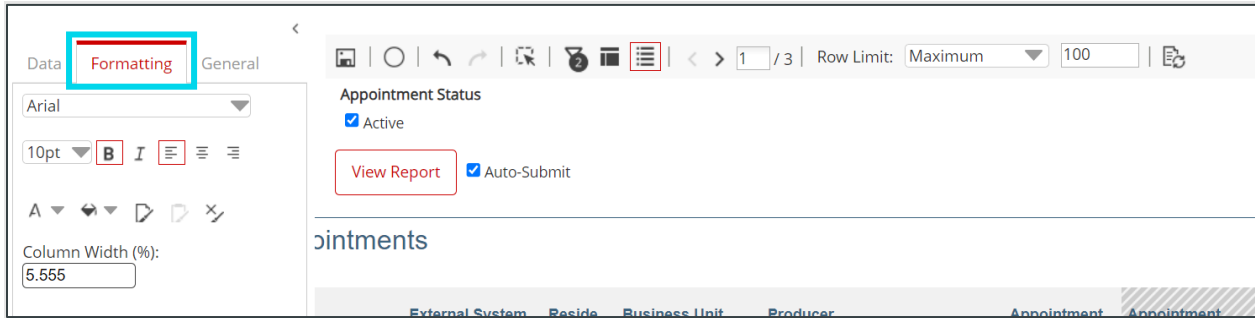 Data Formatting General
Arial
10pt B I
A
Column Width (%):
5.555
2 1 / 3 Row Limit: Maximum 100
Appointment Status
Active
View Report Auto-Submit
ointments
External System Reside Business Unit Producer Appointment Appointment